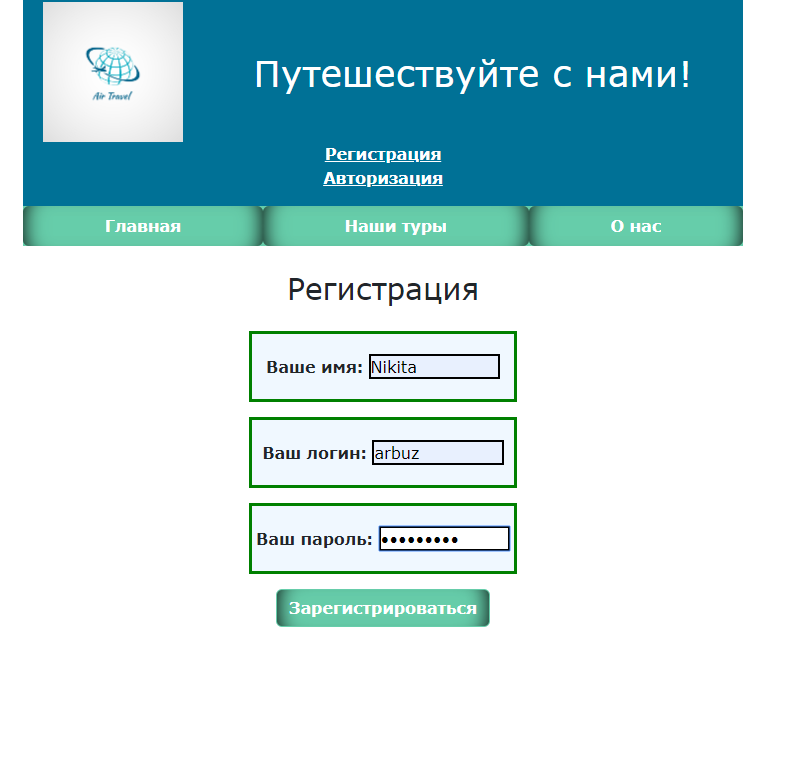 Air Travel
Путешествуйте с нами!
Регистрация
Авторизация
Главная Наши туры О нас
Регистрация
Ваше имя: Nikita
Ваш логин: arbuz
Ваш пароль: •••••••••
Зарегистрироваться